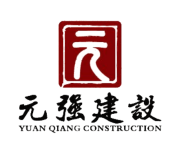 元
元强建設
YUAN QIANG CONSTRUCTION